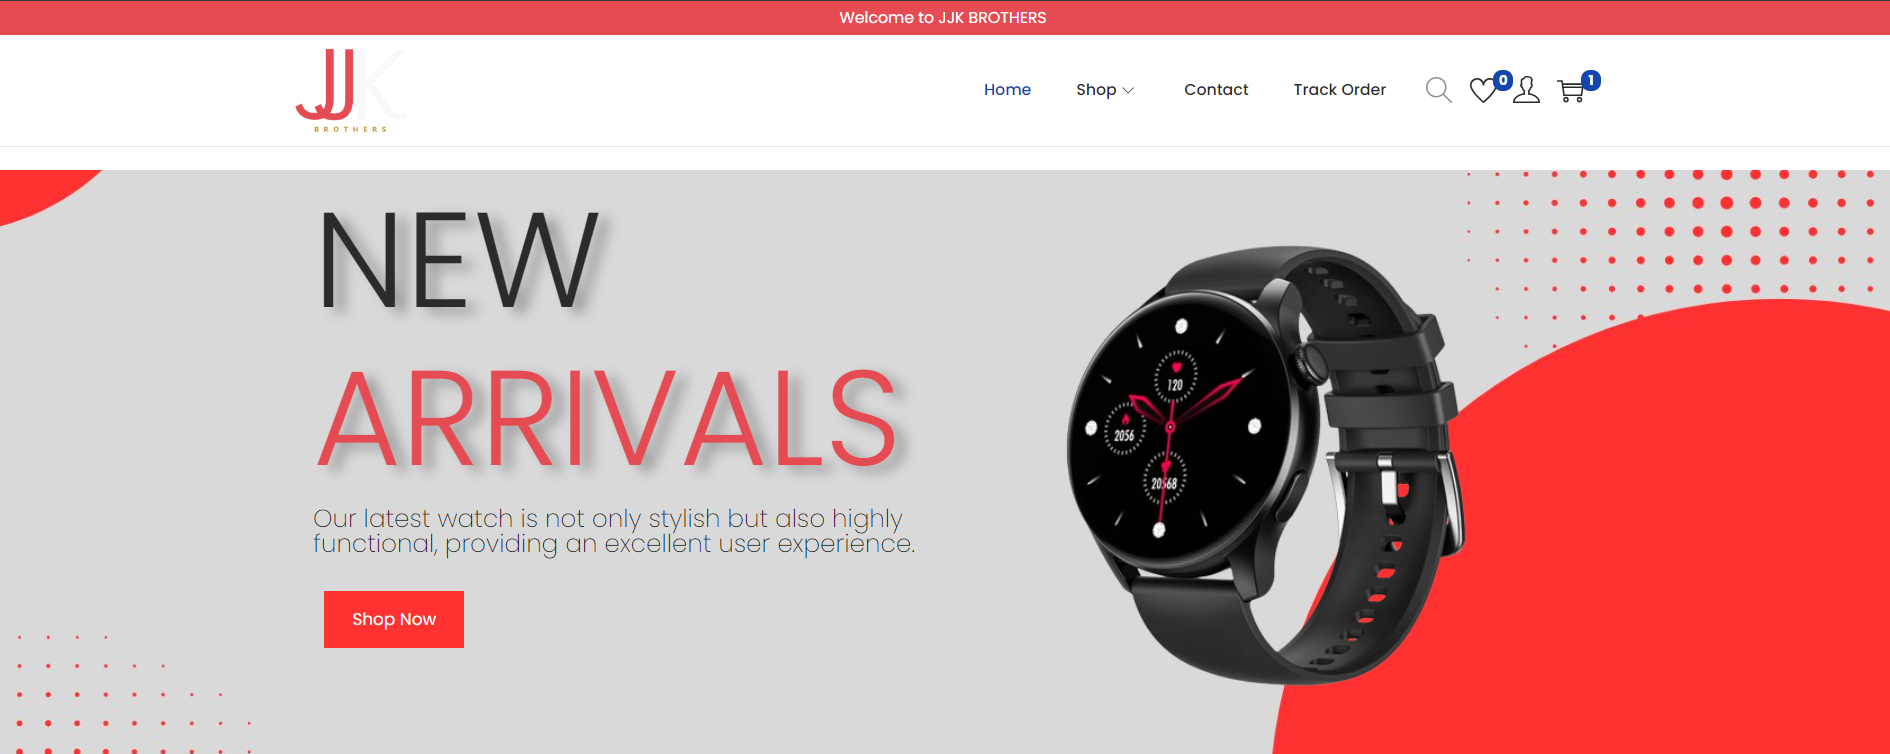 Welcome to JJK BROTHERS
JJK
BROTHERS
Home
Shop
Contact
Track Order
0
1
NEW
ARRIVALS
Our latest watch is not only stylish but also highly
functional, providing an excellent user experience.
Shop Now
120
2056
20568